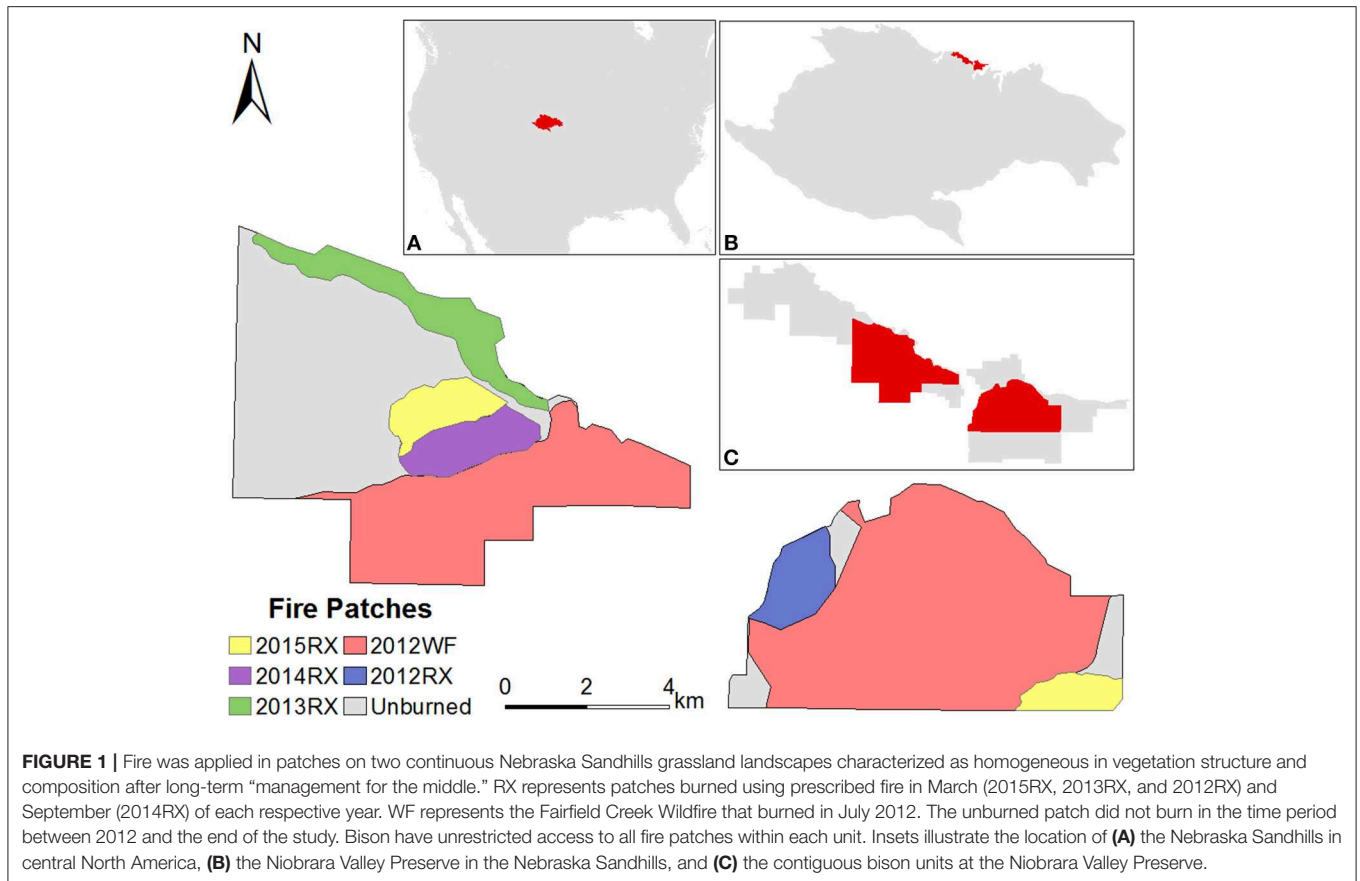 N
A
B
C
Fire Patches
2015RX 2012WF
2014RX 2012RX
2013RX Unburned
0 2 4 km
FIGURE 1 | Fire was applied in patches on two continuous Nebraska Sandhills grassland landscapes characterized as homogeneous in vegetation structure and
composition after long-term “management for the middle.” RX represents patches burned using prescribed fire in March (2015RX, 2013RX, and 2012RX) and
September (2014RX) of each respective year. WF represents the Fairfield Creek Wildfire that burned in July 2012. The unburned patch did not burn in the time period
between 2012 and the end of the study. Bison have unrestricted access to all fire patches within each unit. Insets illustrate the location of (A) the Nebraska Sandhills in
central North America, (B) the Niobrara Valley Preserve in the Nebraska Sandhills, and (C) the contiguous bison units at the Niobrara Valley Preserve.